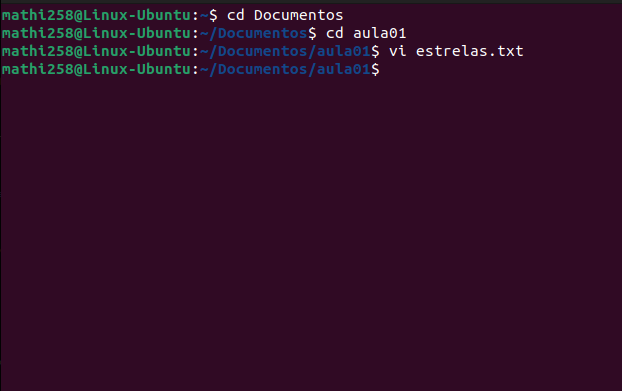 mathi258@Linux-Ubuntu:~$ cd Documentos
mathi258@Linux-Ubuntu:~/Documentos$ cd aula01
mathi258@Linux-Ubuntu:~/Documentos/aula01$ vi estrelas.txt
mathi258@Linux-Ubuntu:~/Documentos/aula01$